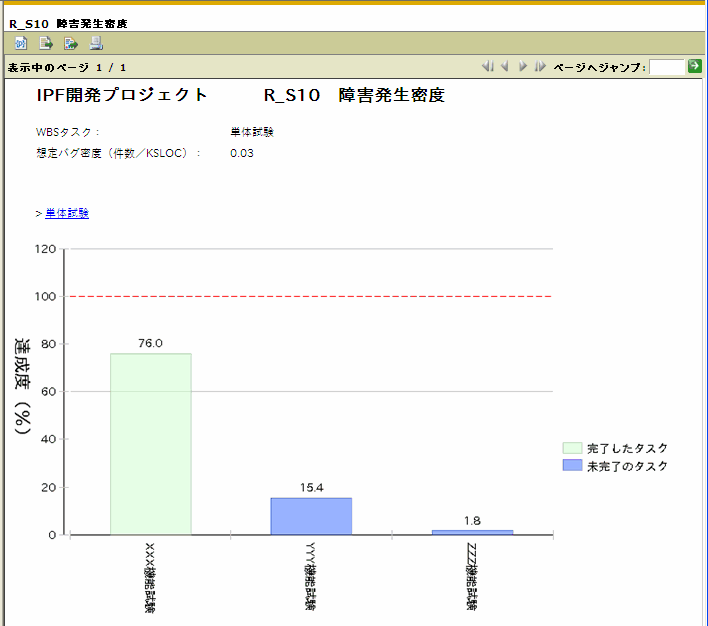 R_S10 障害発生密度
表示中のページ 1 / 1
ページへジャンプ:
IPF開発プロジェクト R_S10 障害発生密度
WBSタスク：
単体試験
想定バグ密度（件数／KSLOC）：
0.03
> 単体試験
120
100
80
60
40
20
0
達成度（%）
76.0
15.4
1.8
XXX機能試験
YYY機能試験
ZZZ機能試験
完了したタスク
未完了のタスク